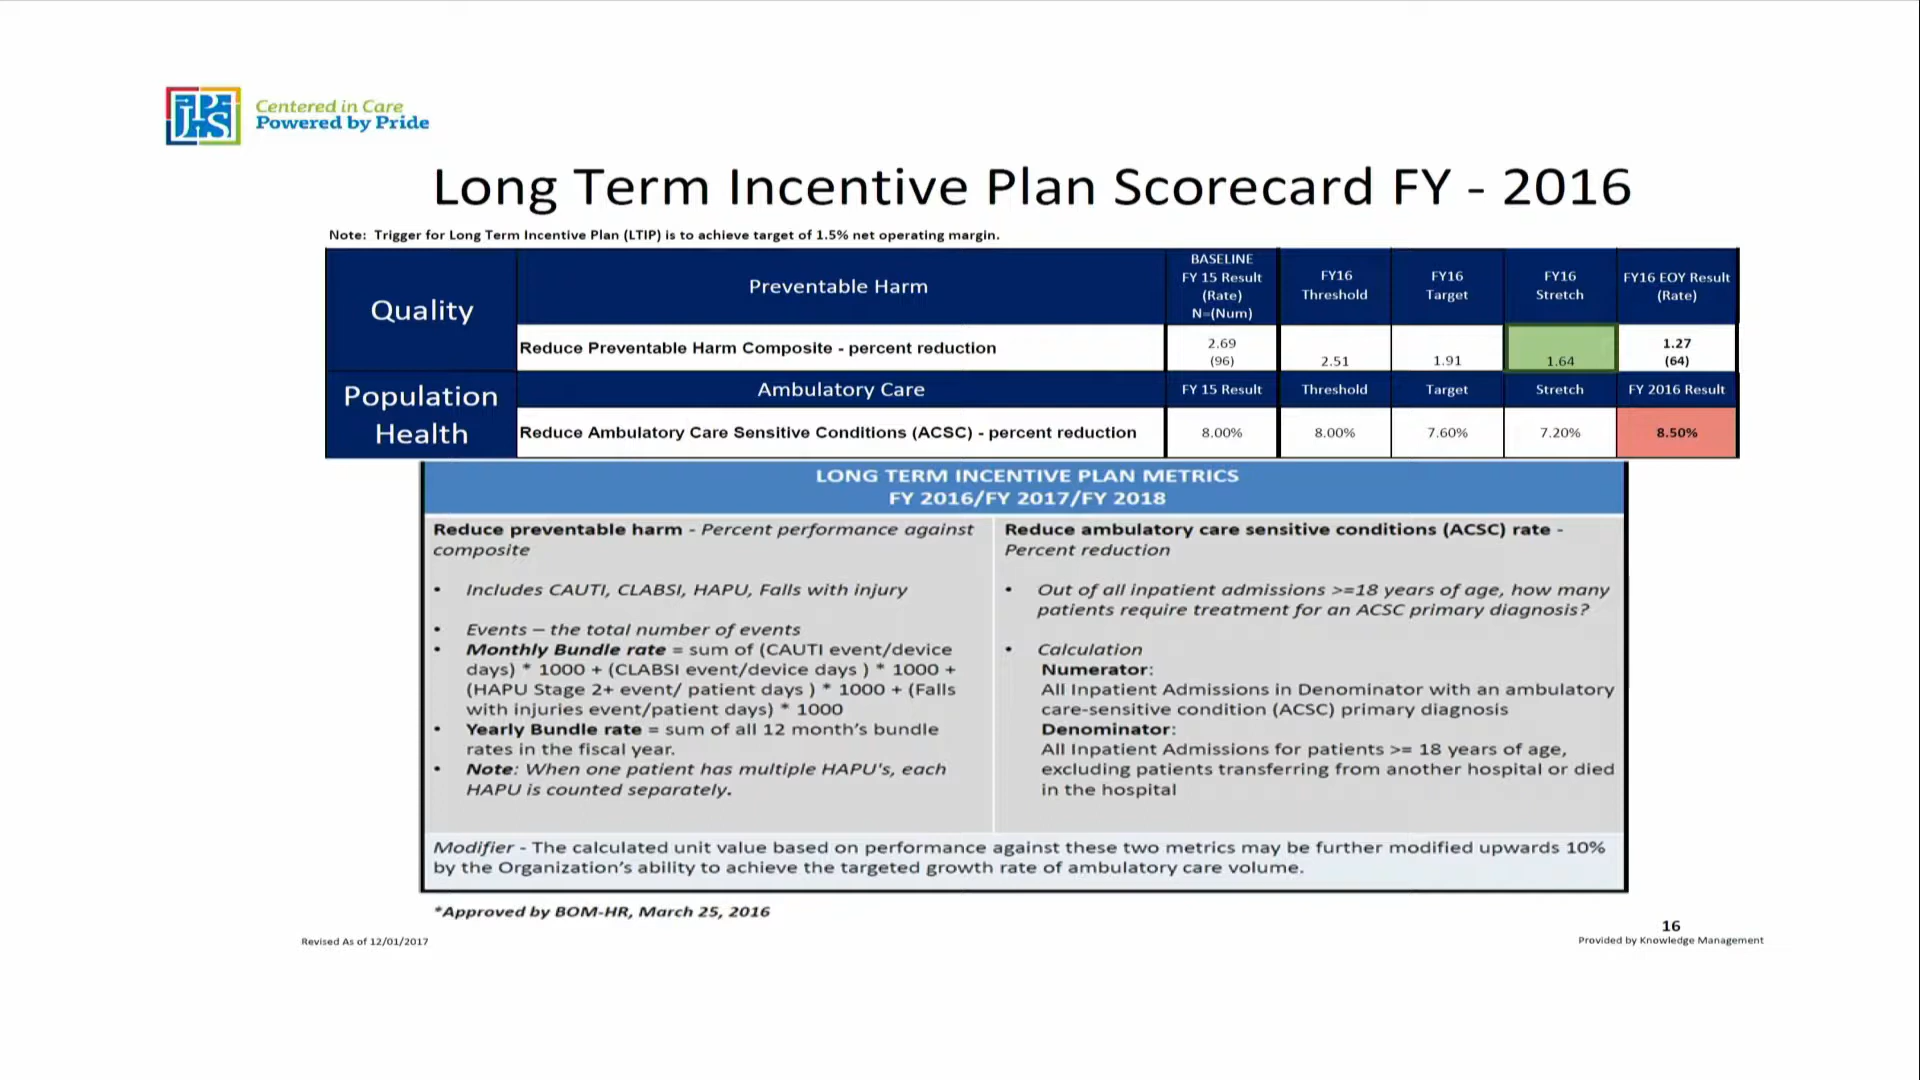 JPS
Centered in Care
Powered by Pride
Long Term Incentive Plan Scorecard FY - 2016
Note: Trigger for Long Term Incentive Plan (LTIP) is to achieve target of 1.5% net operating margin.
Quality
Preventable Harm
BASELINE
FY 15 Result
(Rate)
N=(Num)
FY16
Threshold
FY16
Target
FY16
Stretch
FY16 EOY Result
(Rate)
Reduce Preventable Harm Composite - percent reduction
2.69
(96)
2.51
1.91
1.64
1.27
(64)
Population
Health
Ambulatory Care
FY 15 Result
Threshold
Target
Stretch
FY 2016 Result
Reduce Ambulatory Care Sensitive Conditions (ACSC) - percent reduction
8.00%
8.00%
7.60%
7.20%
8.50%
LONG TERM INCENTIVE PLAN METRICS
FY 2016/FY 2017/FY 2018
Reduce preventable harm - Percent performance against
composite
• Includes CAUTI, CLABSI, HAPU, Falls with injury
• Events – the total number of events
• Monthly Bundle rate = sum of (CAUTI event/device
days) * 1000 + (CLABSI event/device days ) * 1000 +
(HAPU Stage 2+ event/ patient days ) * 1000 + (Falls
with injuries event/patient days) * 1000
• Yearly Bundle rate = sum of all 12 month's bundle
rates in the fiscal year.
• Note: When one patient has multiple HAPU's, each
HAPU is counted separately.
Reduce ambulatory care sensitive conditions (ACSC) rate -
Percent reduction
• Out of all inpatient admissions >=18 years of age, how many
patients require treatment for an ACSC primary diagnosis?
• Calculation
Numerator:
All Inpatient Admissions in Denominator with an ambulatory
care-sensitive condition (ACSC) primary diagnosis
Denominator:
All Inpatient Admissions for patients >= 18 years of age,
excluding patients transferring from another hospital or died
in the hospital
Modifier - The calculated unit value based on performance against these two metrics may be further modified upwards 10%
by the Organization's ability to achieve the targeted growth rate of ambulatory care volume.
*Approved by BOM-HR, March 25, 2016
Revised As of 12/01/2017
16
Provided by Knowledge Management